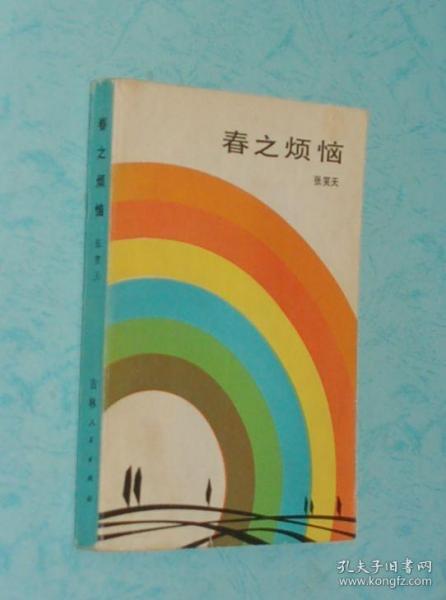 春之烦恼
张笑天
春之烦恼
张笑天
吉林人民出版社
孔夫子旧书网
www.kongfz.com